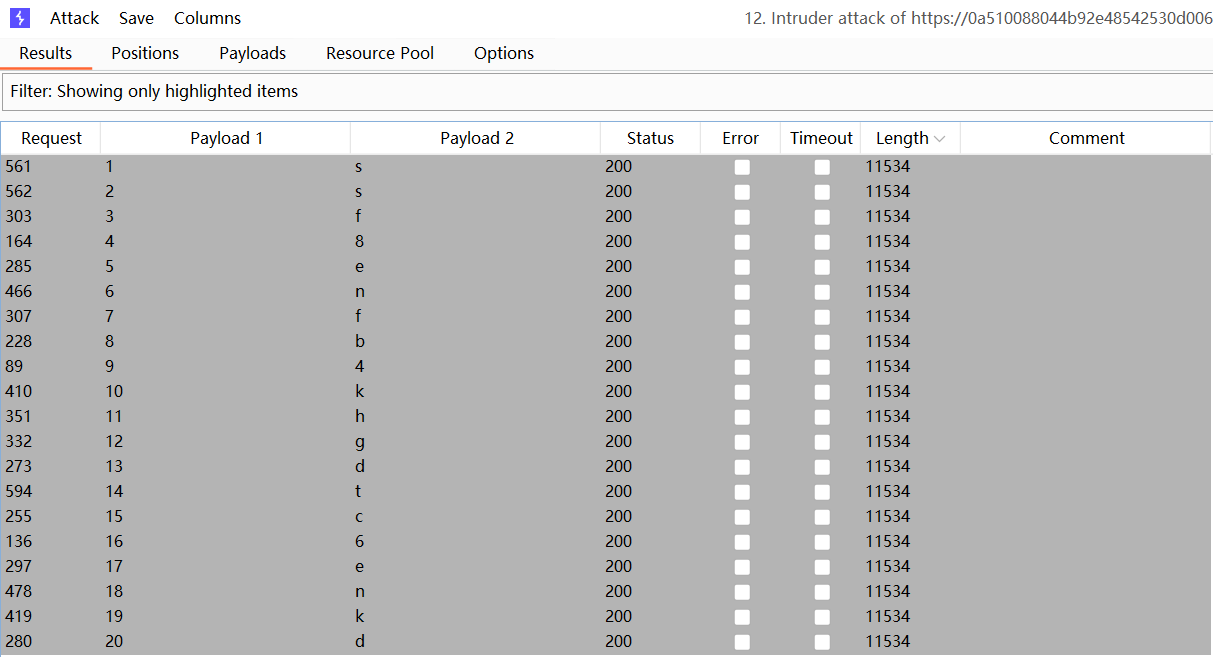 Attack Save Columns 12. Intruder attack of https://0a510088044b92e48542530d006
Results Positions Payloads Resource Pool Options
Filter: Showing only highlighted items
Request Payload 1 Payload 2 Status Error Timeout Length Comment
561 1 s 200 11534
562 2 s 200 11534
303 3 f 200 11534
164 4 8 200 11534
285 5 e 200 11534
466 6 n 200 11534
307 7 f 200 11534
228 8 b 200 11534
89 9 4 200 11534
410 10 k 200 11534
351 11 h 200 11534
332 12 g 200 11534
273 13 d 200 11534
594 14 t 200 11534
255 15 c 200 11534
136 16 6 200 11534
297 17 e 200 11534
478 18 n 200 11534
419 19 k 200 11534
280 20 d 200 11534